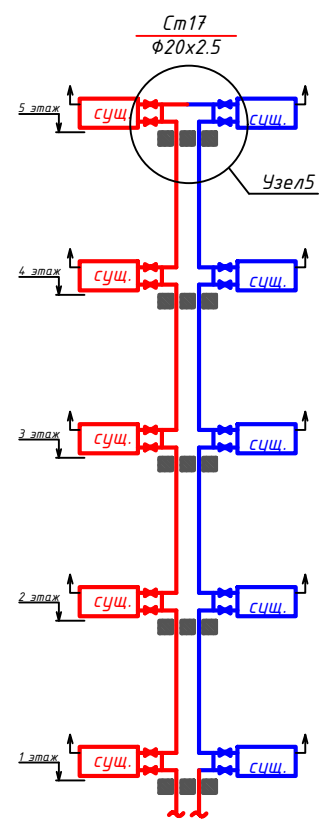 Ст17
Ф20х2.5
5 этаж
сущ.
сущ.
Узел5
4 этаж
сущ.
сущ.
3 этаж
сущ.
сущ.
2 этаж
сущ.
сущ.
1 этаж
сущ.
сущ.